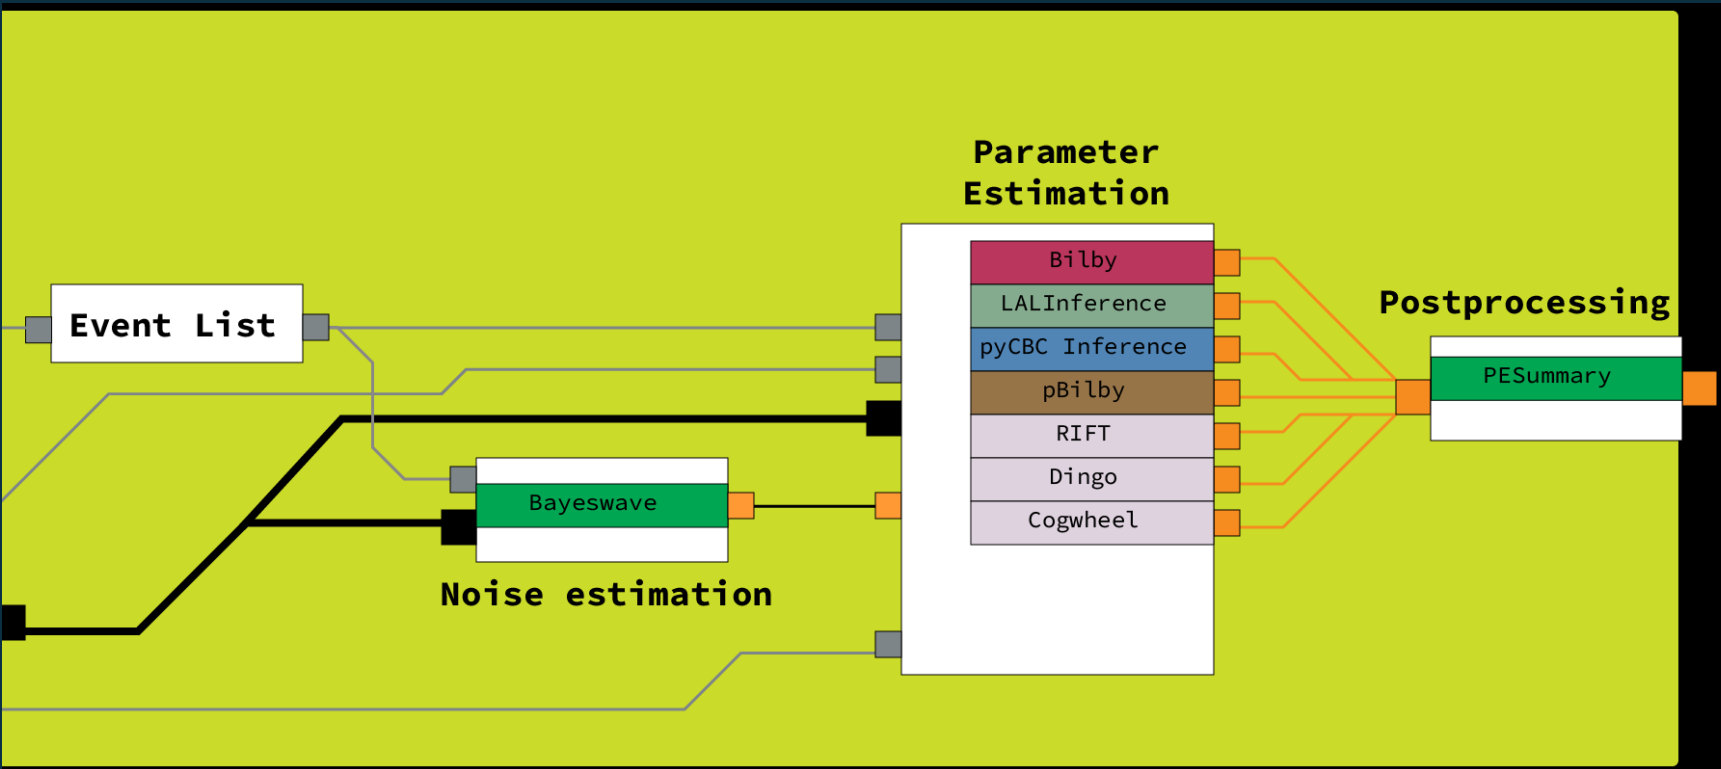 Parameter
Estimation
Bilby
LALInference
pyCBC Inference
pBilby
RIFT
Dingo
Cogwheel
Event List
Postprocessing
PESummary
Bayeswave
Noise estimation